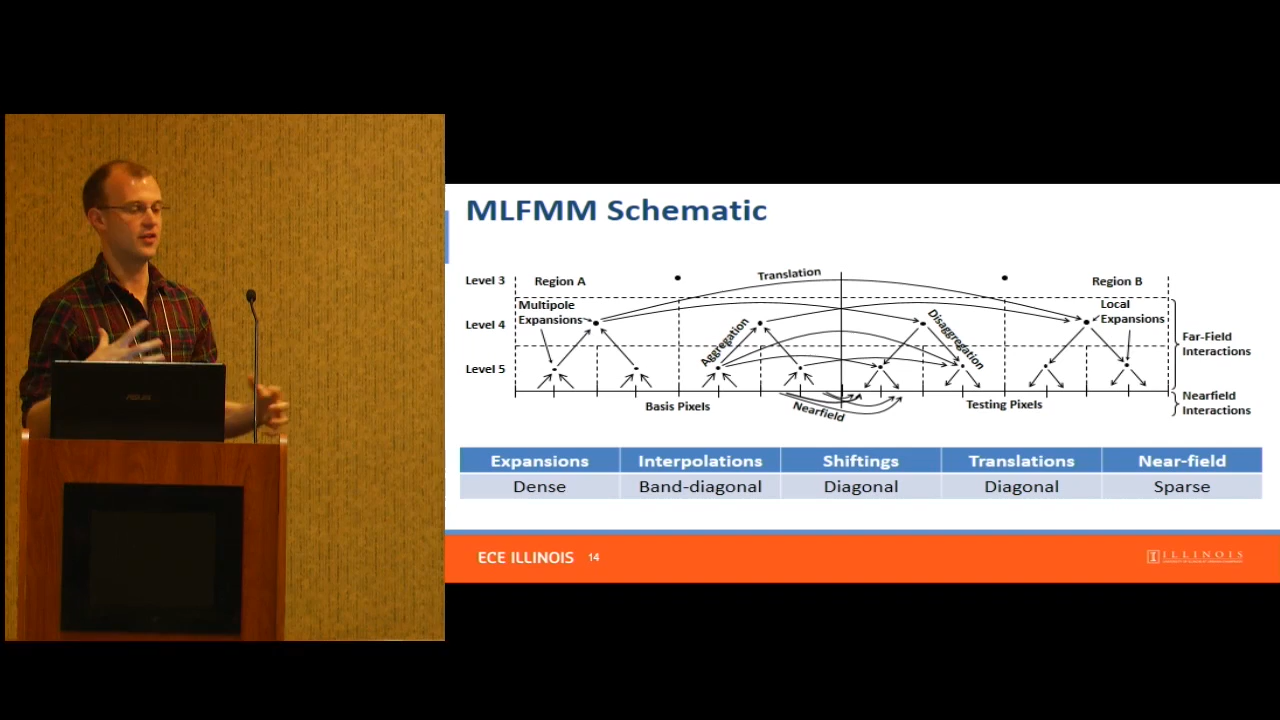 MLFMM Schematic
Level 3
Region A
Translation
Region B
Multipole
Expansions
Local
Expansions
Level 4
Aggregation
Disaggregation
Far-Field
Interactions
Level 5
Basis Pixels
Nearfield
Testing Pixels
Nearfield
Interactions
Expansions Interpolations Shiftings Translations Near-field
Dense Band-diagonal Diagonal Diagonal Sparse
ECE ILLINOIS 14
ILLINOIS
ASUS